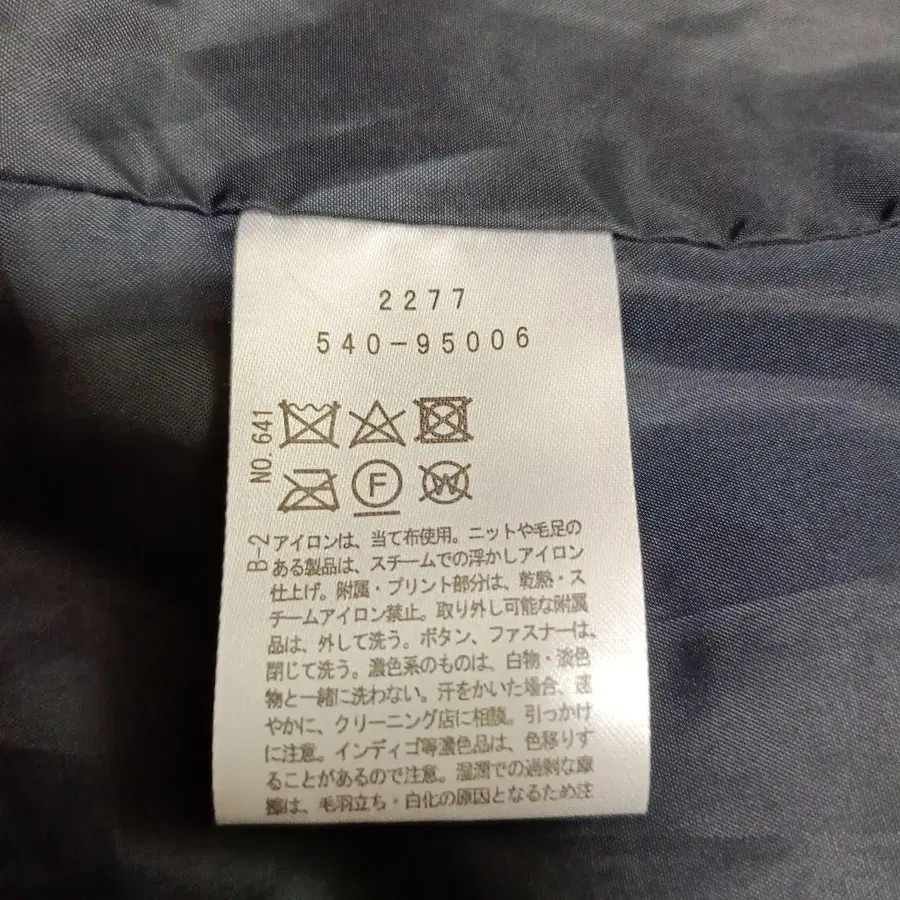 2277
540-95006
NO. 641
F
W
B-2
アイロンは、当て布使用。ニットや毛足の
ある製品は、スチームでの浮かしアイロン
仕上げ。附属・プリント部分は、乾熱・ス
チームアイロン禁止。取り外し可能な附属
品は、外して洗う。ボタン、ファスナーは、
閉じて洗う。濃色系のものは、白物・淡色
物と一緒に洗わない。汗をかいた場合、速
やかに、クリーニング店に相談。引っかけ
に注意。インディゴ等濃色品は、色移りす
ることがあるので注意。湿潤での過剰な摩
擦は、毛羽立ち・白化の原因となるため注